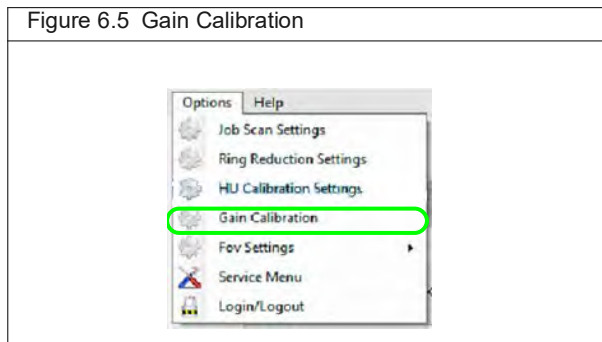 Figure 6.5 Gain Calibration
Options Help
Job Scan Settings
Ring Reduction Settings
HU Calibration Settings
Gain Calibration
Fov Settings
Service Menu
Login/Logout